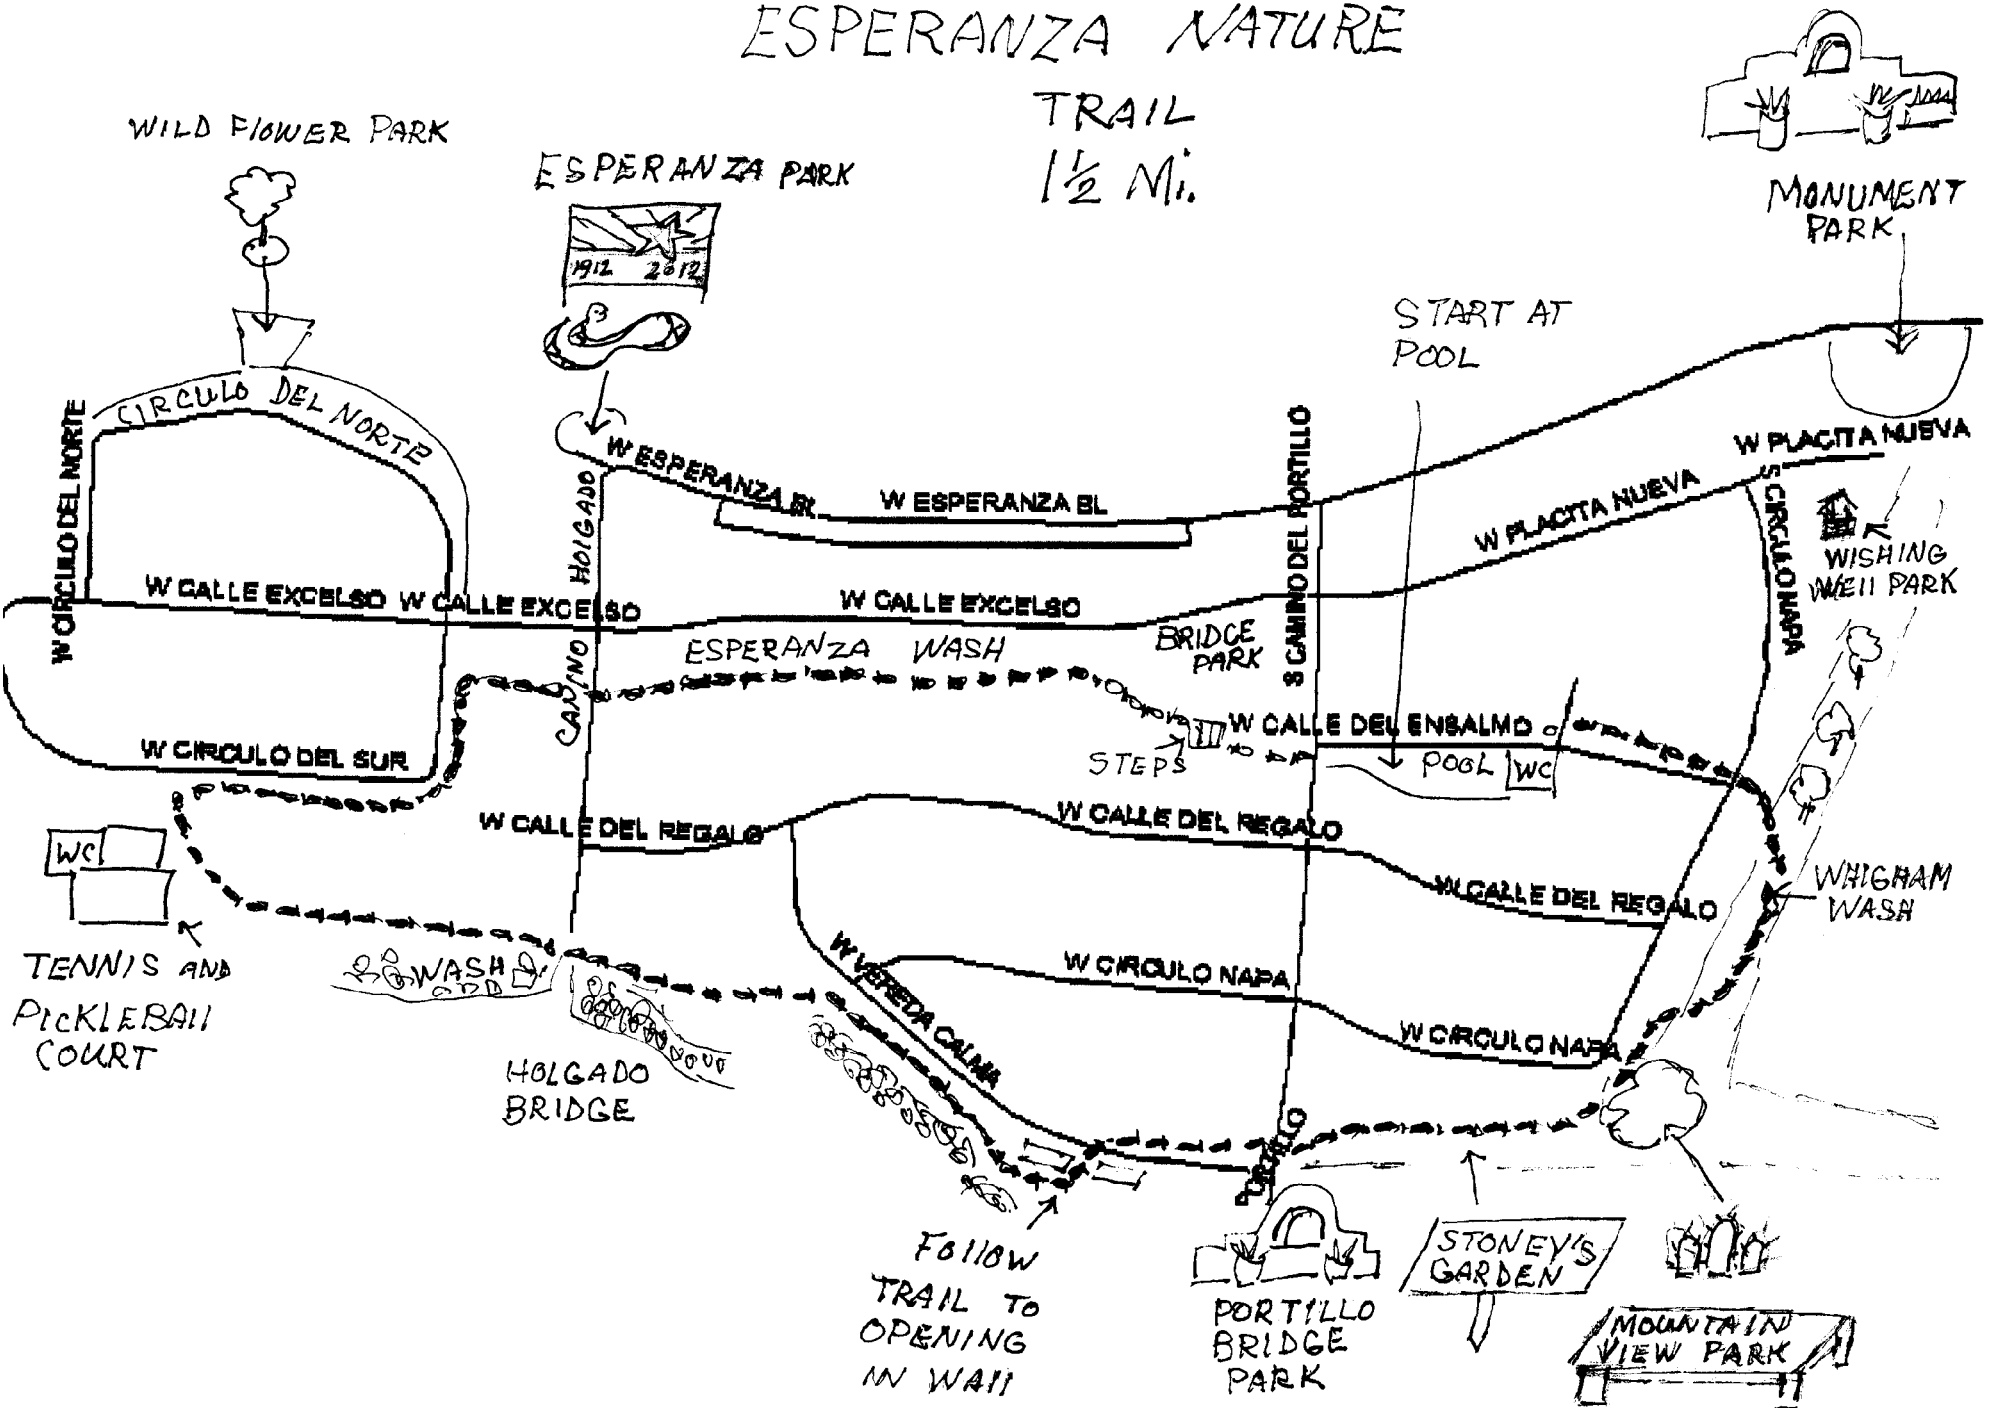 ESPERANZA NATURE
TRAIL
1½ Mi.
WILD FlOWER PARK
ESPERANZA PARK
1912 2012
MONUMENT
PARK
START AT
POOL
CIRCULO DEL NORTE
W CIRCULO DEL NORTE
W ESPERANZA BL
W ESPERANZA BL
S CAMINO DEL PORTILLO
W PLACITA NUEVA
W PLACITA NUEVA
S CIRCULO NAPA
WISHING
WEll PARK
CAMINO HOlGADO
W CALLE EXCELSO
W CALLE EXCELSO
W CALLE EXCELSO
ESPERANZA WASH
BRIDGE
PARK
W CIRCULO DEL SUR
STEPS
W CALLE DEL ENSALMO
POOL
WC
W CALLE DEL REGALO
W CALLE DEL REGALO
W CALLE DEL REGALO
WHIGHAM
WASH
WC
TENNIS AND
PICKLEBAll
COURT
WASH
HOLGADO
BRIDGE
W VEREDA CALMA
W CIRCULO NAPA
W CIRCULO NAPA
PORTILLO
FOllOW
TRAIL TO
OPENING
IN WAll
PORTILLO
BRIDGE
PARK
STONEY'S
GARDEN
MOUNTAIN
VIEW PARK